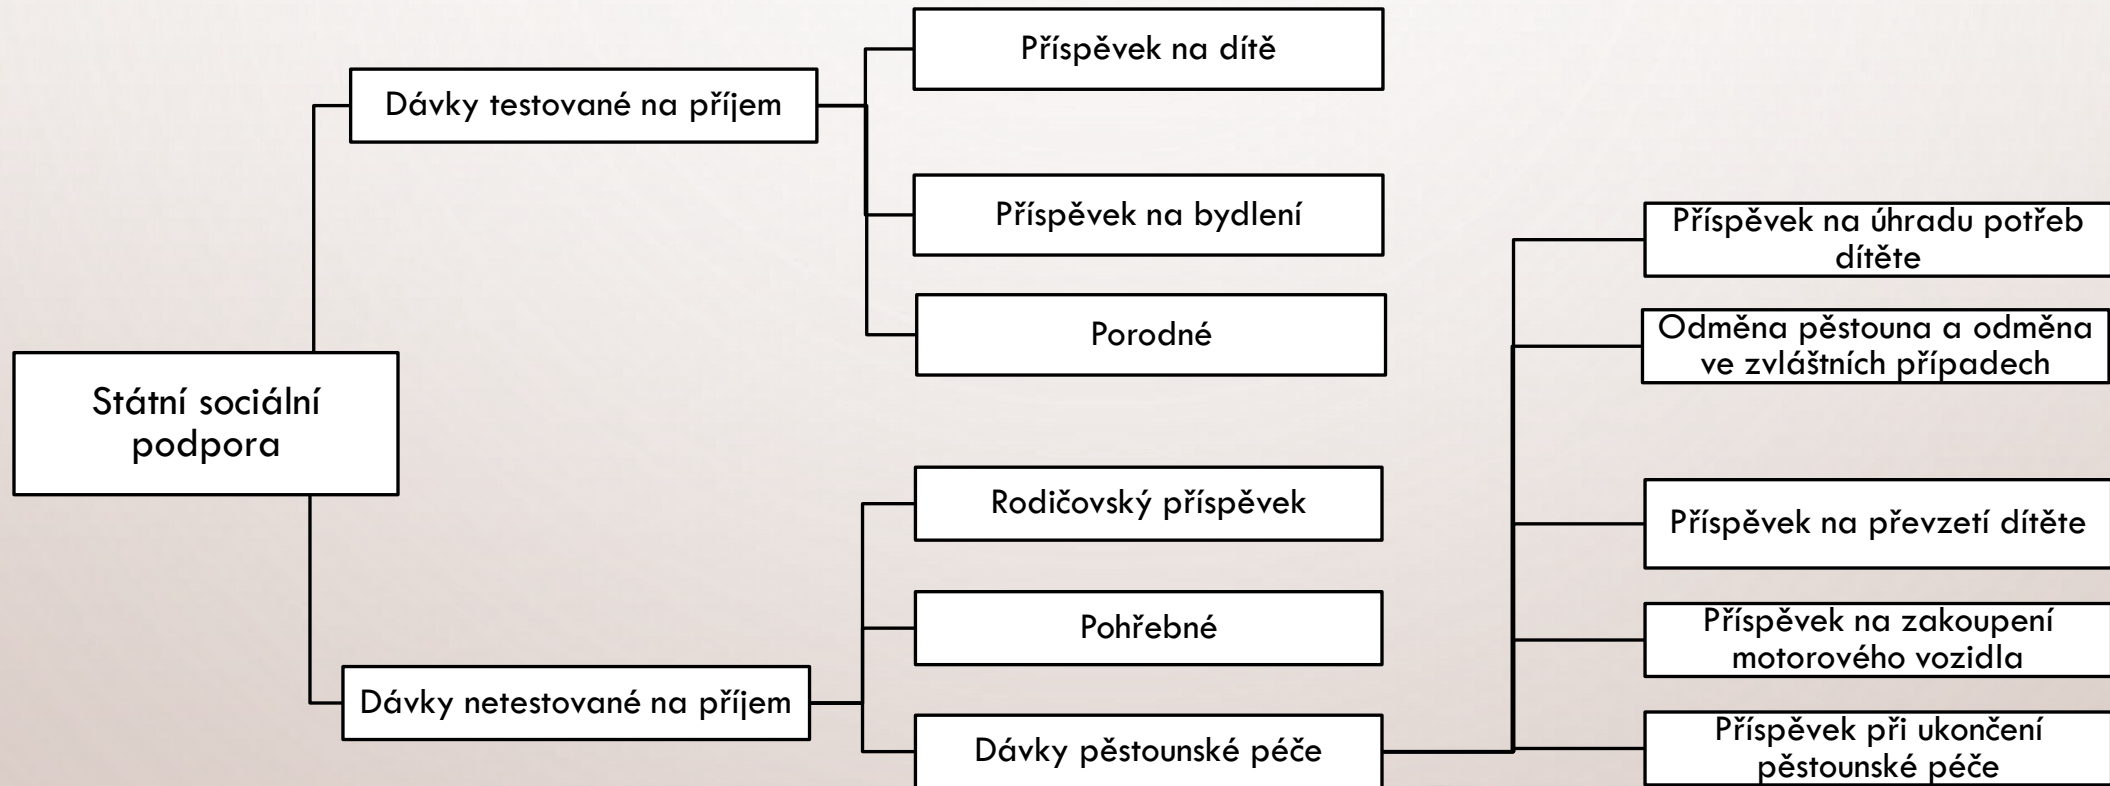 Státní sociální
podpora
Dávky testované na příjem
Příspěvek na dítě
Příspěvek na bydlení
Porodné
Dávky netestované na příjem
Rodičovský příspěvek
Pohřebné
Dávky pěstounské péče
Příspěvek na úhradu potřeb
dítěte
Odměna pěstouna a odměna
ve zvláštních případech
Příspěvek na převzetí dítěte
Příspěvek na zakoupení
motorového vozidla
Příspěvek při ukončení
pěstounské péče